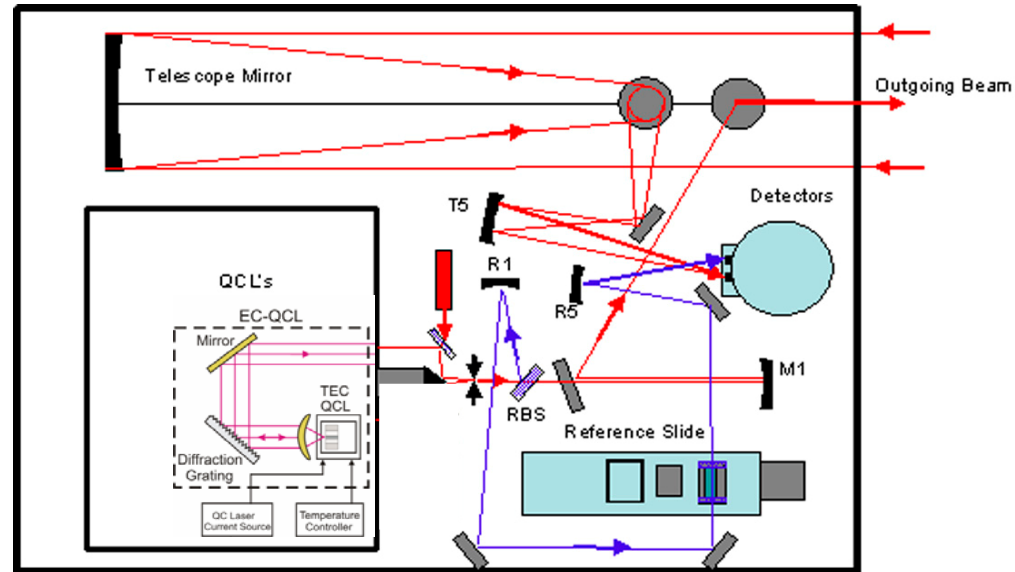 Telescope Mirror
Outgoing Beam
T5
Detectors
R1
QCL's
R5
EC-QCL
Mirror
M1
TEC
QCL
RBS
Reference Slide
Diffraction
Grating
QC Laser
Current Source
Temperature
Controller